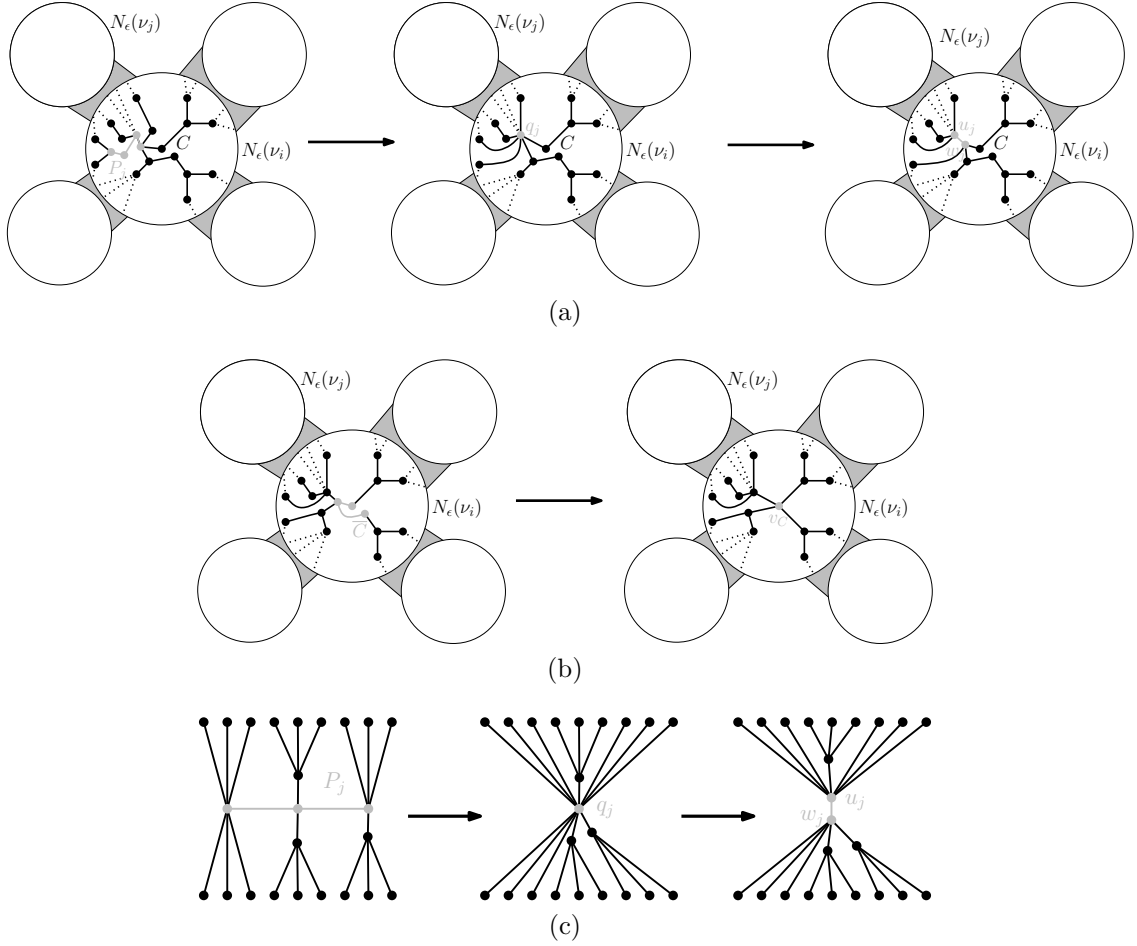 N_ϵ(ν_j) N_ϵ(ν_j) N_ϵ(ν_j)
C q_j C u_j C
P_j N_ϵ(ν_i) N_ϵ(ν_i) w N_ϵ(ν_i)
(a)
N_ϵ(ν_j) N_ϵ(ν_j)
N_ϵ(ν_i) N_ϵ(ν_i)
C̅ v_C
(b)
P_j q_j u_j
w_j
(c)